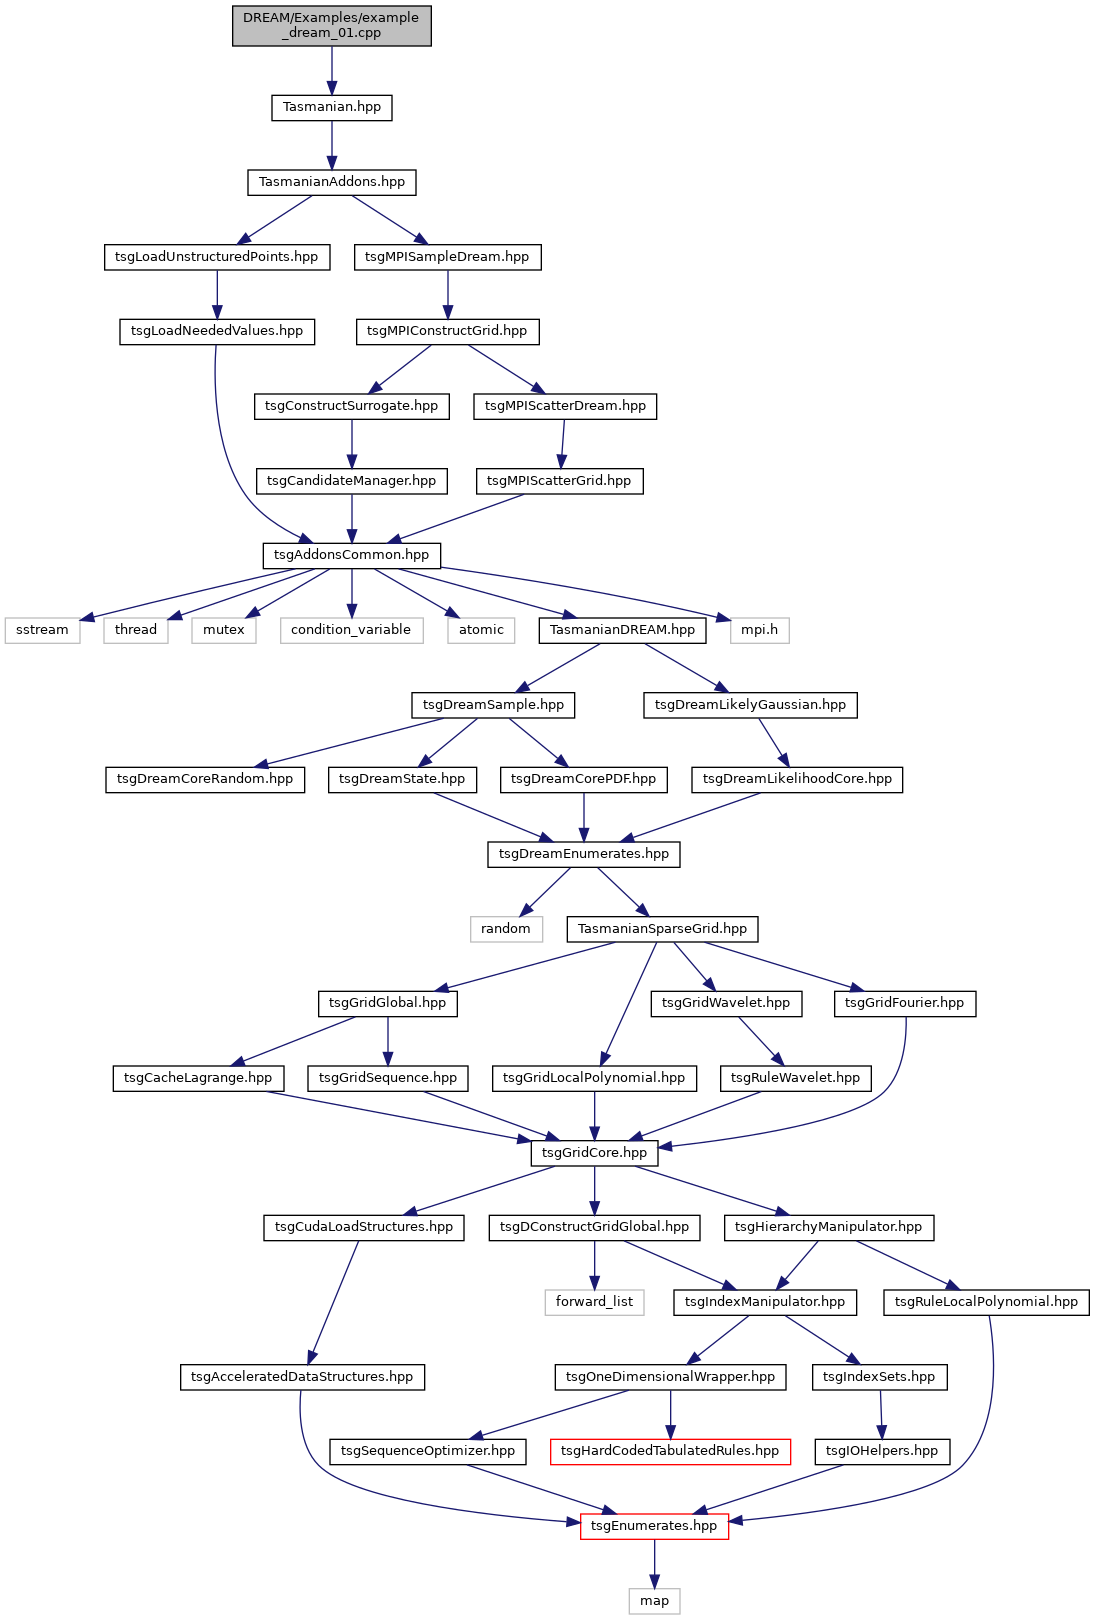 DREAM/Examples/example
_dream_01.cpp
Tasmanian.hpp
TasmanianAddons.hpp
tsgLoadUnstructuredPoints.hpp
tsgMPISampleDream.hpp
tsgLoadNeededValues.hpp
tsgMPIConstructGrid.hpp
tsgConstructSurrogate.hpp
tsgMPIScatterDream.hpp
tsgCandidateManager.hpp
tsgMPIScatterGrid.hpp
tsgAddonsCommon.hpp
sstream
thread
mutex
condition_variable
atomic
TasmanianDREAM.hpp
mpi.h
tsgDreamSample.hpp
tsgDreamLikelyGaussian.hpp
tsgDreamCoreRandom.hpp
tsgDreamState.hpp
tsgDreamCorePDF.hpp
tsgDreamLikelihoodCore.hpp
tsgDreamEnumerates.hpp
random
TasmanianSparseGrid.hpp
tsgGridGlobal.hpp
tsgGridWavelet.hpp
tsgGridFourier.hpp
tsgCacheLagrange.hpp
tsgGridSequence.hpp
tsgGridLocalPolynomial.hpp
tsgRuleWavelet.hpp
tsgGridCore.hpp
tsgCudaLoadStructures.hpp
tsgDConstructGridGlobal.hpp
tsgHierarchyManipulator.hpp
forward_list
tsgIndexManipulator.hpp
tsgRuleLocalPolynomial.hpp
tsgAcceleratedDataStructures.hpp
tsgOneDimensionalWrapper.hpp
tsgIndexSets.hpp
tsgSequenceOptimizer.hpp
tsgHardCodedTabulatedRules.hpp
tsgIOHelpers.hpp
tsgEnumerates.hpp
map